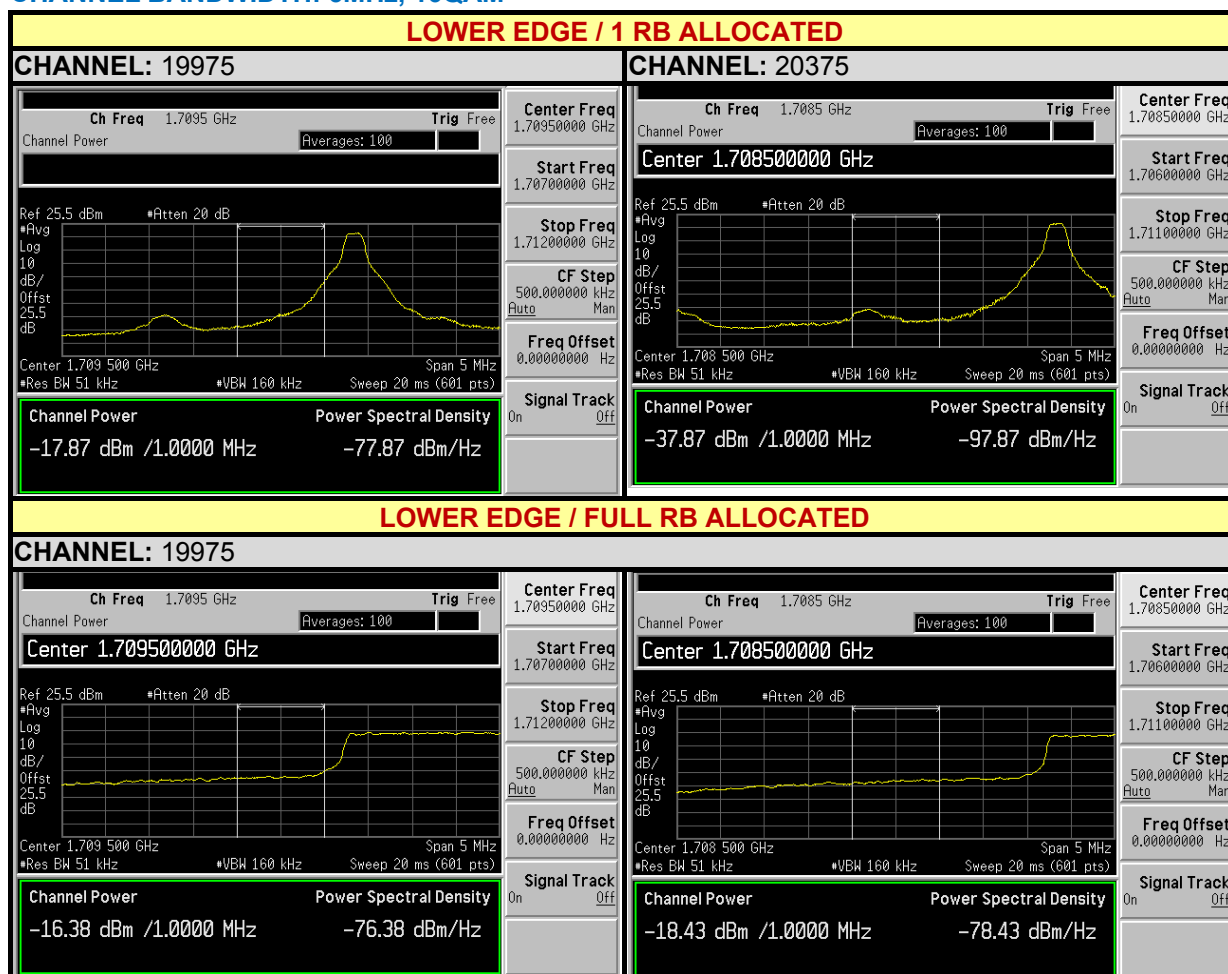 LOWER EDGE / 1 RB ALLOCATED
CHANNEL: 19975
CHANNEL: 20375
Ch Freq 1.7095 GHz Trig Free
Channel Power
Averages: 100
Ref 25.5 dBm #Atten 20 dB
#Avg
Log
10
dB/
Offst
25.5
dB
Center 1.709 500 GHz Span 5 MHz
#Res BW 51 kHz #VBW 160 kHz Sweep 20 ms (601 pts)
Channel Power Power Spectral Density
-17.87 dBm /1.0000 MHz -77.87 dBm/Hz
Center Freq
1.70950000 GHz
Start Freq
1.70700000 GHz
Stop Freq
1.71200000 GHz
CF Step
500.000000 kHz
Auto Man
Freq Offset
0.00000000 Hz
Signal Track
On Off
Ch Freq 1.7085 GHz Trig Free
Channel Power
Averages: 100
Center 1.708500000 GHz
Ref 25.5 dBm #Atten 20 dB
#Avg
Log
10
dB/
Offst
25.5
dB
Center 1.708 500 GHz Span 5 MHz
#Res BW 51 kHz #VBW 160 kHz Sweep 20 ms (601 pts)
Channel Power Power Spectral Density
-37.87 dBm /1.0000 MHz -97.87 dBm/Hz
Center Freq
1.70850000 GHz
Start Freq
1.70600000 GHz
Stop Freq
1.71100000 GHz
CF Step
500.000000 kHz
Auto Man
Freq Offset
0.00000000 Hz
Signal Track
On Off
LOWER EDGE / FULL RB ALLOCATED
CHANNEL: 19975
Ch Freq 1.7095 GHz Trig Free
Channel Power
Averages: 100
Center 1.709500000 GHz
Ref 25.5 dBm #Atten 20 dB
#Avg
Log
10
dB/
Offst
25.5
dB
Center 1.709 500 GHz Span 5 MHz
#Res BW 51 kHz #VBW 160 kHz Sweep 20 ms (601 pts)
Channel Power Power Spectral Density
-16.38 dBm /1.0000 MHz -76.38 dBm/Hz
Center Freq
1.70950000 GHz
Start Freq
1.70700000 GHz
Stop Freq
1.71200000 GHz
CF Step
500.000000 kHz
Auto Man
Freq Offset
0.00000000 Hz
Signal Track
On Off
Ch Freq 1.7085 GHz Trig Free
Channel Power
Averages: 100
Center 1.708500000 GHz
Ref 25.5 dBm #Atten 20 dB
#Avg
Log
10
dB/
Offst
25.5
dB
Center 1.708 500 GHz Span 5 MHz
#Res BW 51 kHz #VBW 160 kHz Sweep 20 ms (601 pts)
Channel Power Power Spectral Density
-18.43 dBm /1.0000 MHz -78.43 dBm/Hz
Center Freq
1.70850000 GHz
Start Freq
1.70600000 GHz
Stop Freq
1.71100000 GHz
CF Step
500.000000 kHz
Auto Man
Freq Offset
0.00000000 Hz
Signal Track
On Off